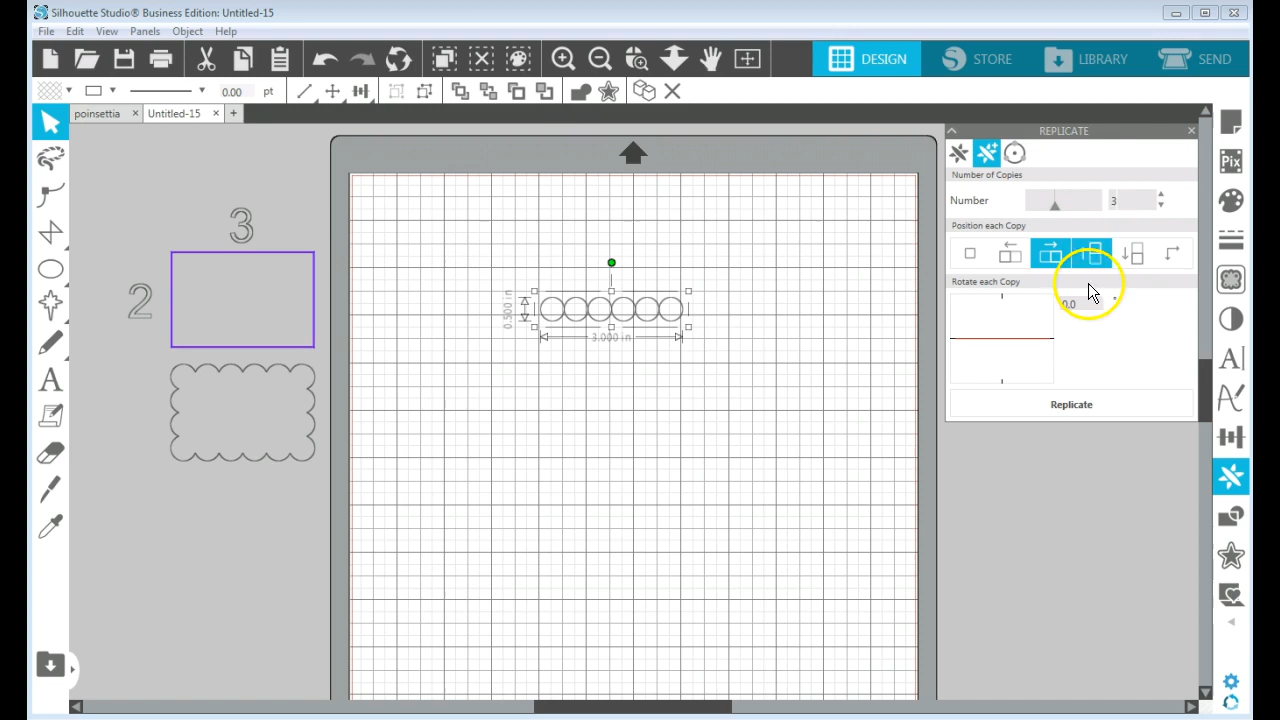 Silhouette Studio® Business Edition: Untitled-15
File Edit View Panels Object Help
DESIGN STORE LIBRARY SEND
0.00 pt
poinsettia × Untitled-15 × +
REPLICATE
Number of Copies
Number 3
Position each Copy
Rotate each Copy
0.0 °
Replicate
3
2
0.500 in
3.000 in
Pix
A
A